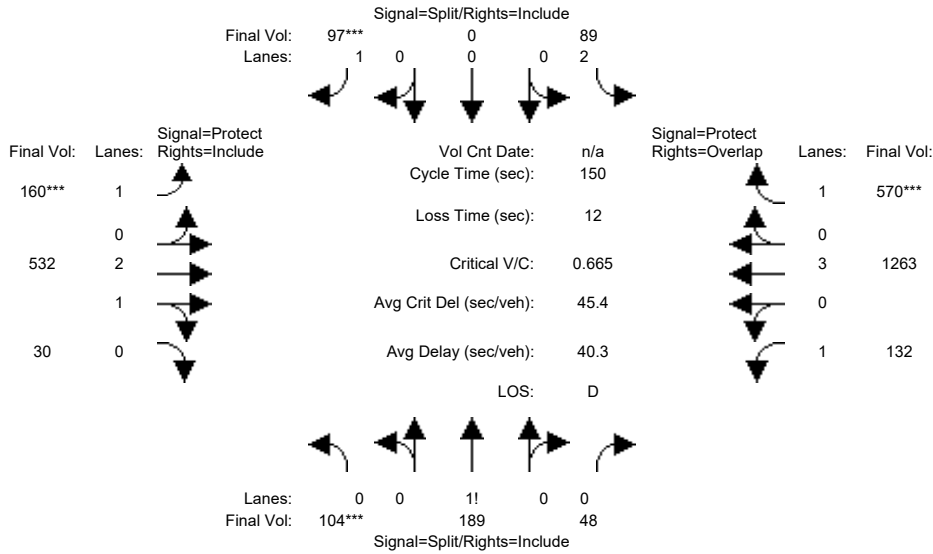 Signal=Split/Rights=Include
Final Vol: 97*** 0 89
Lanes: 1 0 0 0 2
Signal=Protect
Final Vol: Lanes: Rights=Include
Vol Cnt Date: n/a
Signal=Protect
Rights=Overlap Lanes: Final Vol:
Cycle Time (sec): 150
160*** 1
1 570***
Loss Time (sec): 12
0
0
532 2
Critical V/C: 0.665
3 1263
1
Avg Crit Del (sec/veh): 45.4
0
30 0
Avg Delay (sec/veh): 40.3
1 132
LOS: D
Lanes: 0 0 1! 0 0
Final Vol: 104*** 189 48
Signal=Split/Rights=Include